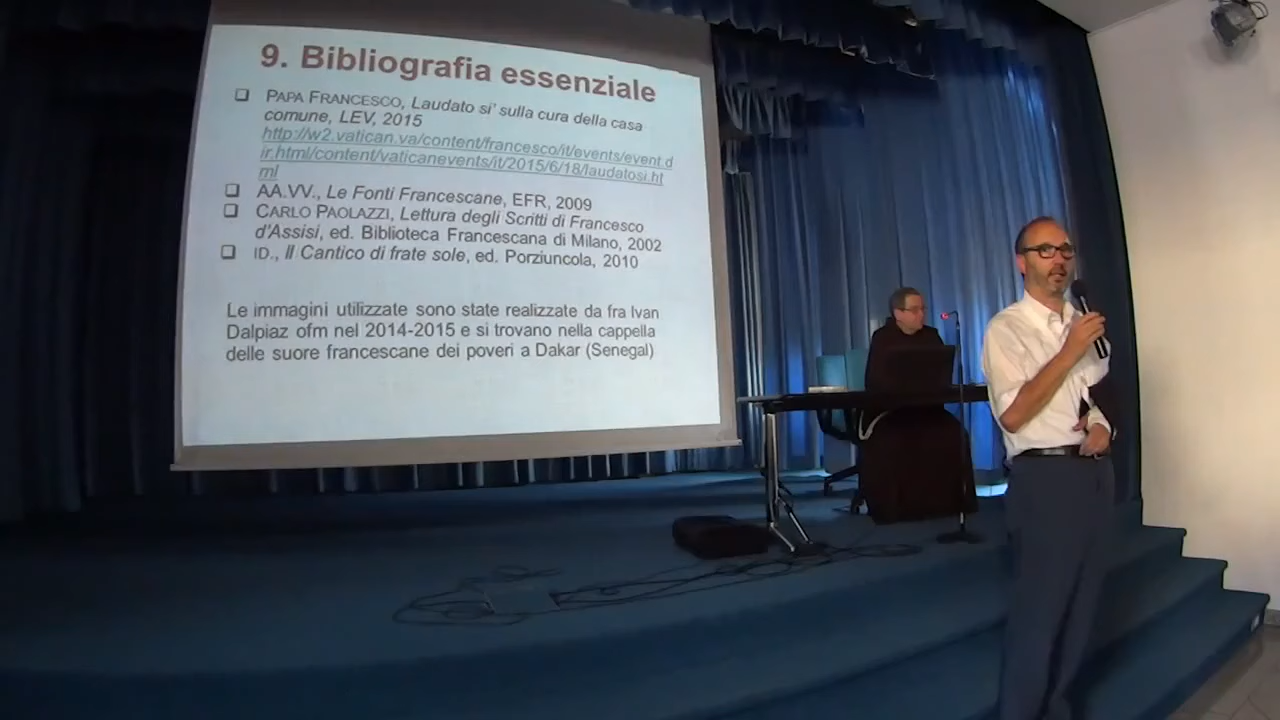 9. Bibliografia essenziale
❑ PAPA FRANCESCO, Laudato si' sulla cura della casa
comune, LEV, 2015
http://w2.vatican.va/content/francesco/it/events/event.d
ir.html/content/vaticanevents/it/2015/6/18/laudatosi.ht
ml
❑ AA.VV., Le Fonti Francescane, EFR, 2009
❑ CARLO PAOLAZZI, Lettura degli Scritti di Francesco
d'Assisi, ed. Biblioteca Francescana di Milano, 2002
❑ ID., Il Cantico di frate sole, ed. Porziuncola, 2010
Le immagini utilizzate sono state realizzate da fra Ivan
Dalpiaz ofm nel 2014-2015 e si trovano nella cappella
delle suore francescane dei poveri a Dakar (Senegal)